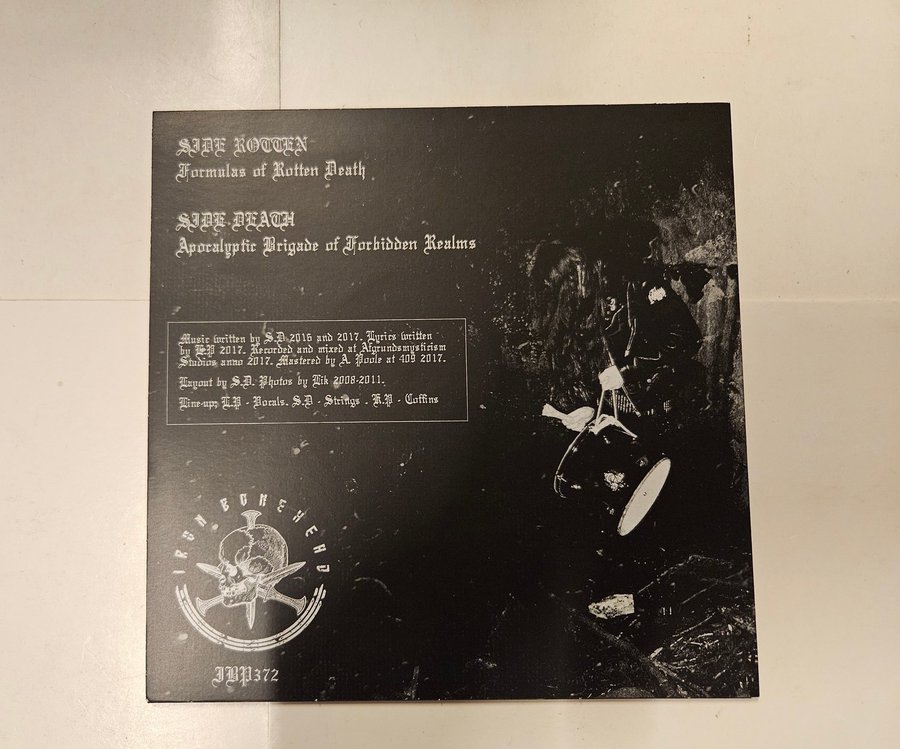 SIDE ROTTEN
Formulas of Rotten Death
SIDE DEATH
Apocalyptic Brigade of Forbidden Realms
Music written by S.D 2016 and 2017. Lyrics written
by L.P 2017. Recorded and mixed at Afgrundsmysticism
Studios anno 2017. Mastered by A. Poole at 409 2017.
Layout by S.D. Photos by Lik 2008-2011.
Line-up: L.P - Vocals. S.D - Strings . K.P - Coffins
IRON BONEHEAD
IBP372